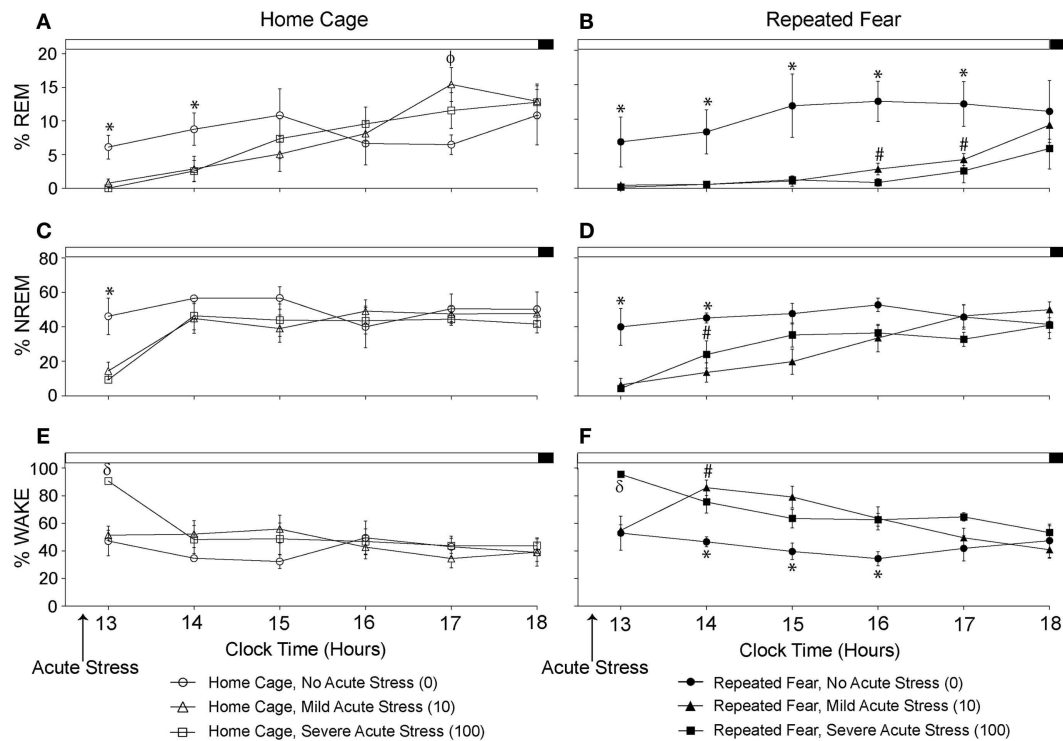 A
Home Cage
B
Repeated Fear
% REM
20
15
10
5
0
*
*
ϕ
*
*
*
*
*
#
#
C
D
% NREM
80
60
40
20
0
*
*
*
#
E
F
% WAKE
100
80
60
40
20
0
δ
δ
#
*
*
*
13 14 15 16 17 18
13 14 15 16 17 18
Acute Stress
Clock Time (Hours)
Acute Stress
Clock Time (Hours)
Home Cage, No Acute Stress (0)
Home Cage, Mild Acute Stress (10)
Home Cage, Severe Acute Stress (100)
Repeated Fear, No Acute Stress (0)
Repeated Fear, Mild Acute Stress (10)
Repeated Fear, Severe Acute Stress (100)